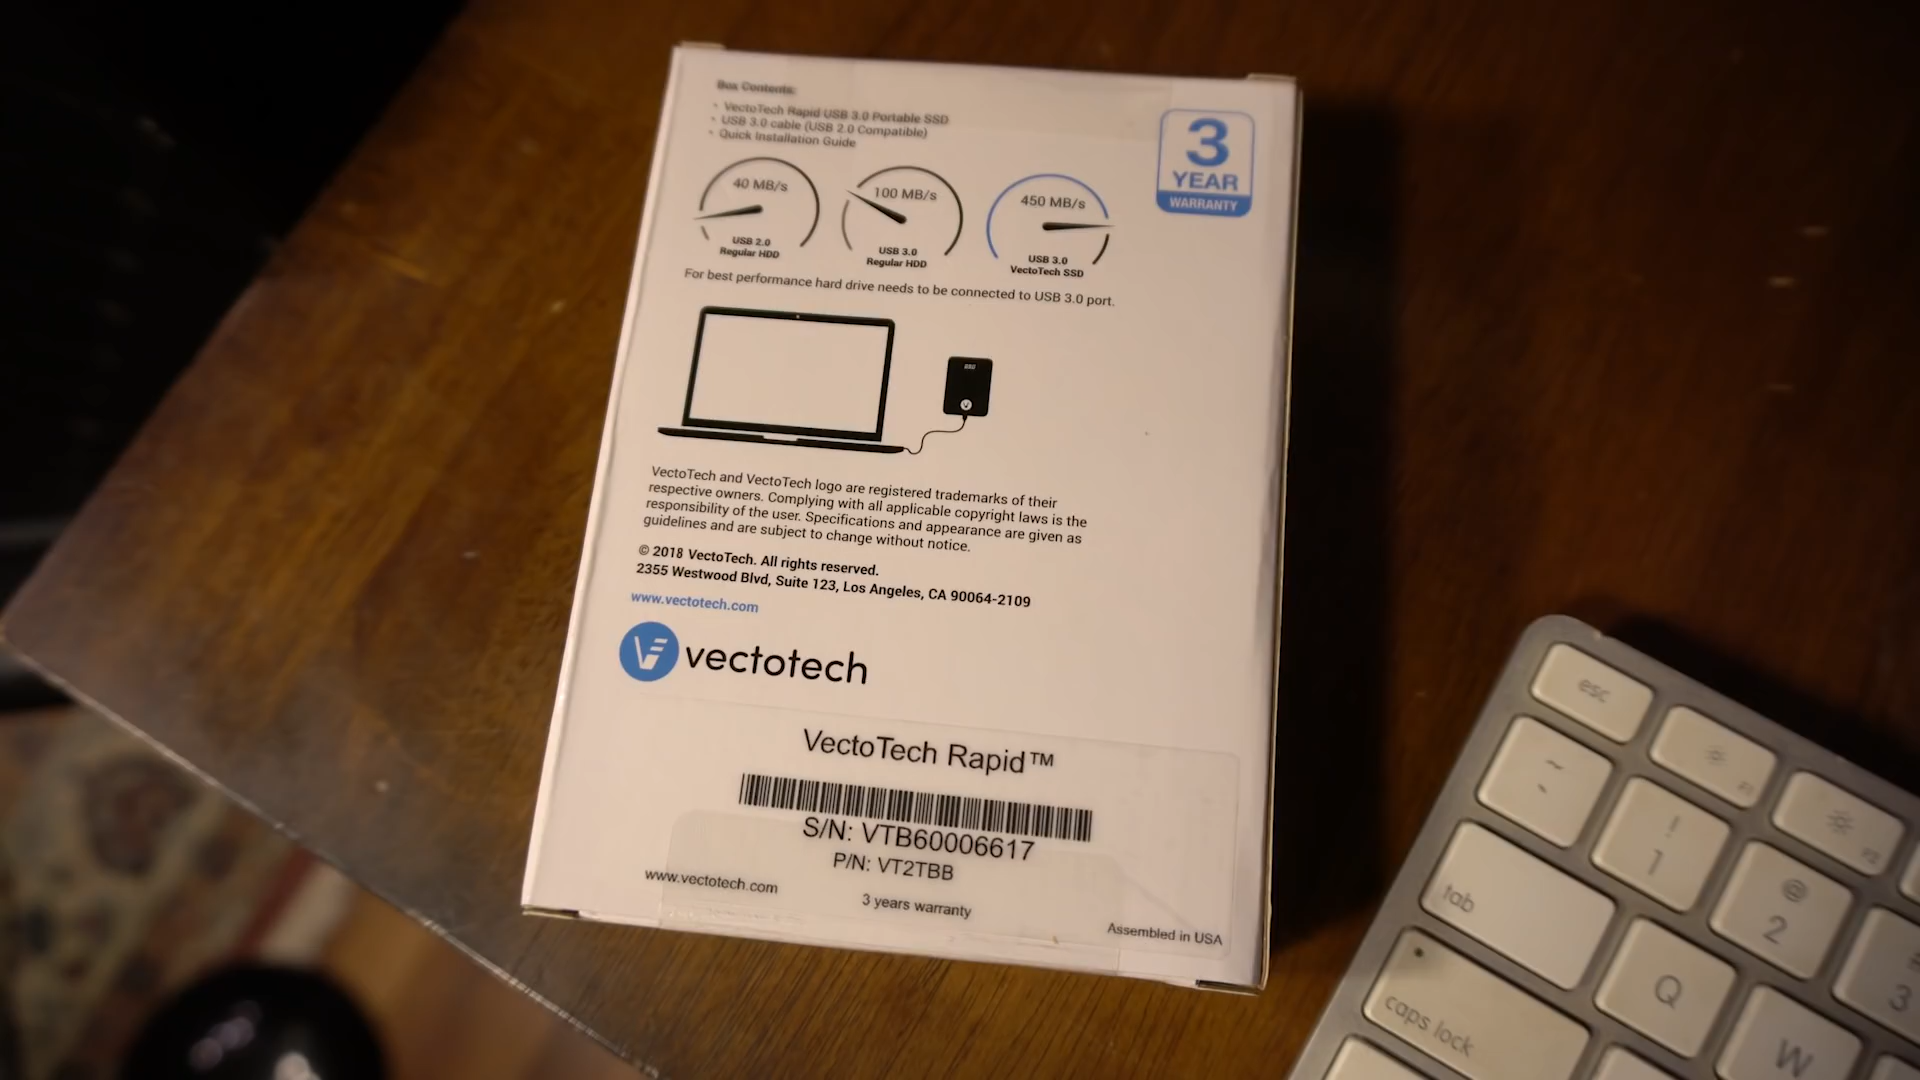 Box Contents:
• VectoTech Rapid USB 3.0 Portable SSD
• USB 3.0 cable (USB 2.0 Compatible)
• Quick Installation Guide
3
YEAR
WARRANTY
40 MB/s
USB 2.0
Regular HDD
100 MB/s
USB 3.0
Regular HDD
450 MB/s
USB 3.0
VectoTech SSD
For best performance hard drive needs to be connected to USB 3.0 port.
SSD
VectoTech and VectoTech logo are registered trademarks of their
respective owners. Complying with all applicable copyright laws is the
responsibility of the user. Specifications and appearance are given as
guidelines and are subject to change without notice.
© 2018 VectoTech. All rights reserved.
2355 Westwood Blvd, Suite 123, Los Angeles, CA 90064-2109
www.vectotech.com
vectotech
VectoTech Rapid™
S/N: VTB60006617
P/N: VT2TBB
www.vectotech.com
3 years warranty
Assembled in USA
esc
F1
F2
~
!
1
@
2
3
tab
Q
W
caps lock